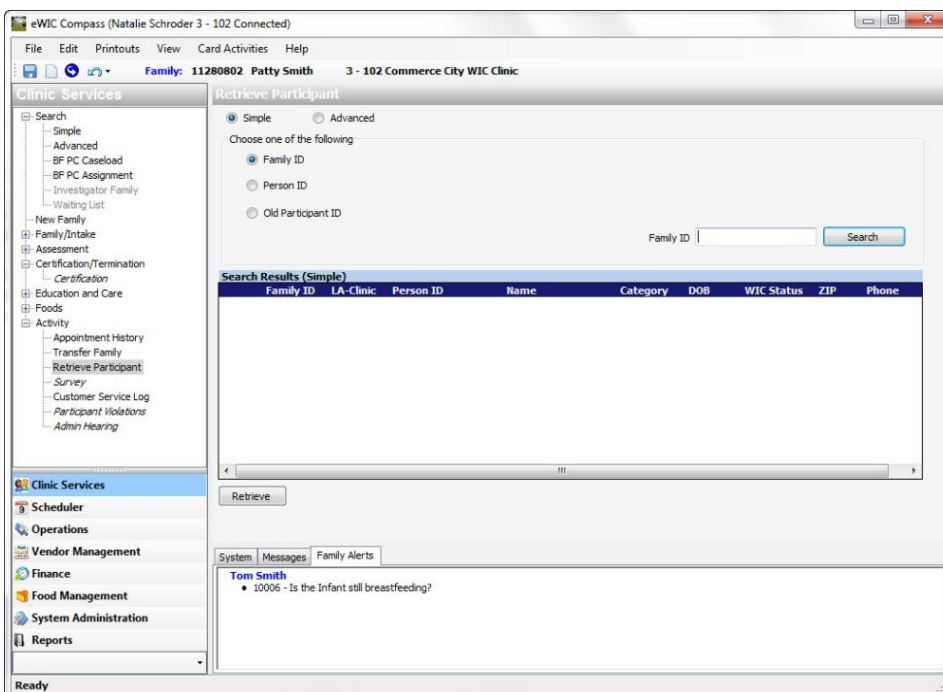 eWIC Compass (Natalie Schroder 3 - 102 Connected)
File Edit Printouts View Card Activities Help
Family: 11280802 Patty Smith 3 - 102 Commerce City WIC Clinic
Clinic Services
Search
Simple
Advanced
BF PC Caseload
BF PC Assignment
Investigator Family
Waiting List
New Family
Family/Intake
Assessment
Certification/Termination
Certification
Education and Care
Foods
Activity
Appointment History
Transfer Family
Retrieve Participant
Survey
Customer Service Log
Participant Violations
Admin Hearing
Clinic Services
9 Scheduler
Operations
Vendor Management
Finance
Food Management
System Administration
Reports
Retrieve Participant
Simple Advanced
Choose one of the following
Family ID
Person ID
Old Participant ID
Family ID Search
Search Results (Simple)
Family ID LA-Clinic Person ID Name Category DOB WIC Status ZIP Phone
Retrieve
System Messages Family Alerts
Tom Smith
• 10006 - Is the Infant still breastfeeding?
Ready